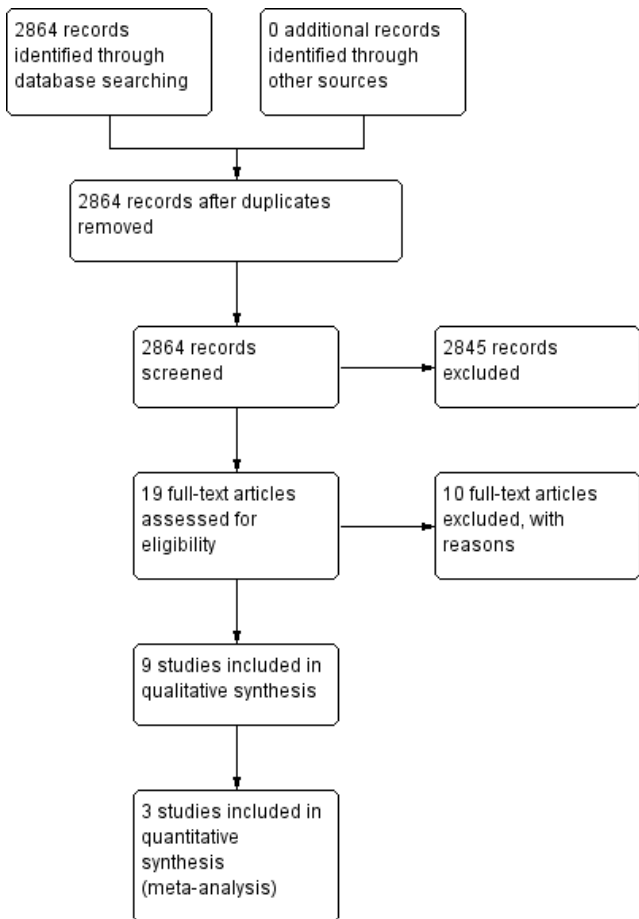 2864 records
identified through
database searching
0 additional records
identified through
other sources
2864 records after duplicates
removed
2864 records
screened
2845 records
excluded
19 full-text articles
assessed for
eligibility
10 full-text articles
excluded, with
reasons
9 studies included in
qualitative synthesis
3 studies included in
quantitative
synthesis
(meta-analysis)